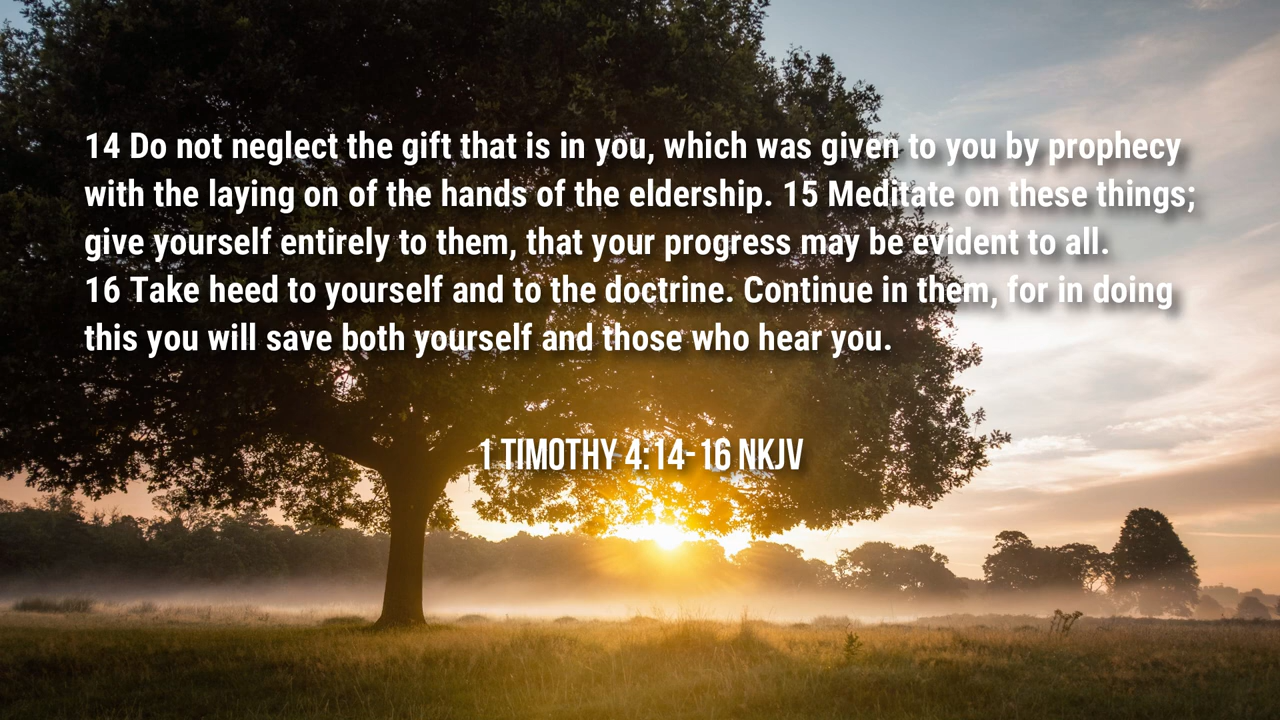 14 Do not neglect the gift that is in you, which was given to you by prophecy
with the laying on of the hands of the eldership. 15 Meditate on these things;
give yourself entirely to them, that your progress may be evident to all.
16 Take heed to yourself and to the doctrine. Continue in them, for in doing
this you will save both yourself and those who hear you.
1 TIMOTHY 4:14-16 NKJV